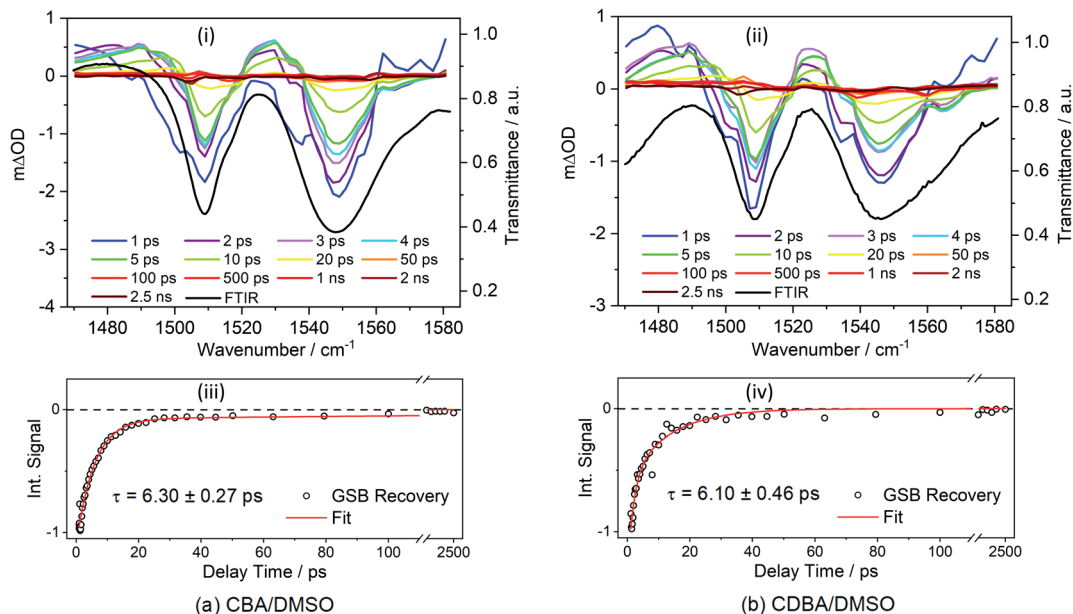 (i)
mΔOD
1
0
-1
-2
-3
-4
1 ps 2 ps 3 ps 4 ps
5 ps 10 ps 20 ps 50 ps
100 ps 500 ps 1 ns 2 ns
2.5 ns FTIR
1.0
0.8
0.6
0.4
0.2
Transmittance / a.u.
1480 1500 1520 1540 1560 1580
Wavenumber / cm⁻¹
(ii)
mΔOD
1
0
-1
-2
-3
1 ps 2 ps 3 ps 4 ps
5 ps 10 ps 20 ps 50 ps
100 ps 500 ps 1 ns 2 ns
2.5 ns FTIR
1.0
0.8
0.6
0.4
0.2
Transmittance / a.u.
1480 1500 1520 1540 1560 1580
Wavenumber / cm⁻¹
(iii)
Int. Signal
0
-1
τ = 6.30 ± 0.27 ps
GSB Recovery
Fit
0 20 40 60 80 100 2500
Delay Time / ps
(a) CBA/DMSO
(iv)
Int. Signal
0
-1
τ = 6.10 ± 0.46 ps
GSB Recovery
Fit
0 20 40 60 80 100 2500
Delay Time / ps
(b) CDBA/DMSO